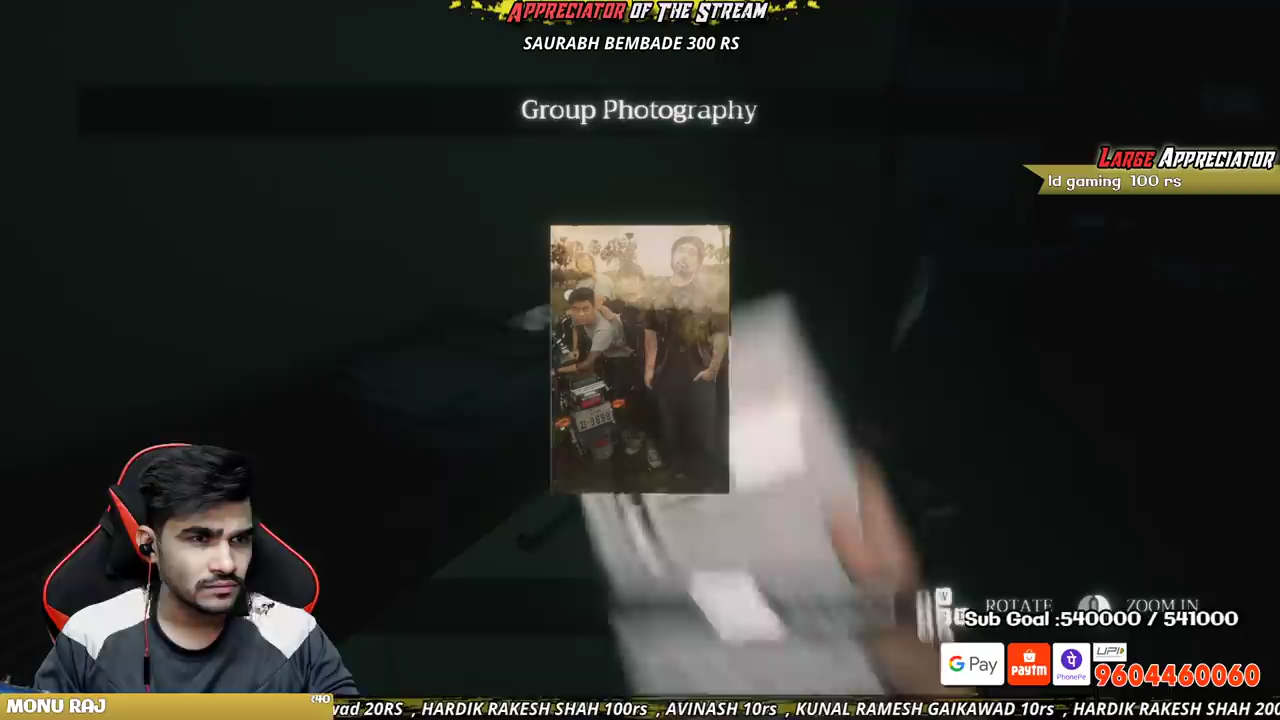 APPRECIATOR OF THE STREAM
SAURABH BEMBADE 300 RS
Group Photography
LARGE APPRECIATOR
ld gaming 100 rs
ROTATE
ZOOM IN
Sub Goal :540000 / 541000
G Pay
PAYTM
PhonePe
UPI
9604460060
MONU RAJ
₹40
vad 20RS , HARDIK RAKESH SHAH 100rs , AVINASH 10rs , KUNAL RAMESH GAIKAWAD 10rs , HARDIK RAKESH SHAH 200